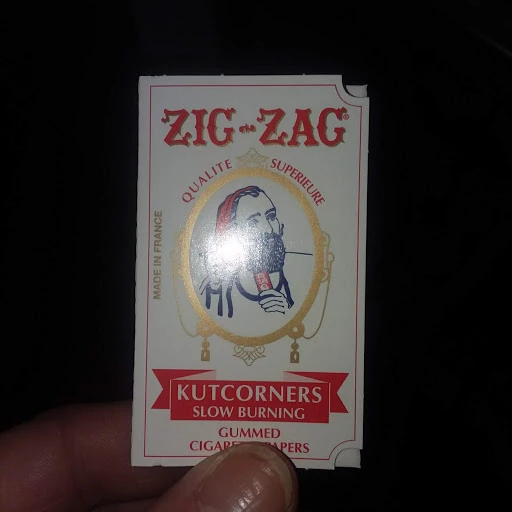 ZIG-ZAG®
QUALITE SUPERIEURE
MADE IN FRANCE
KUTCORNERS
SLOW BURNING
GUMMED